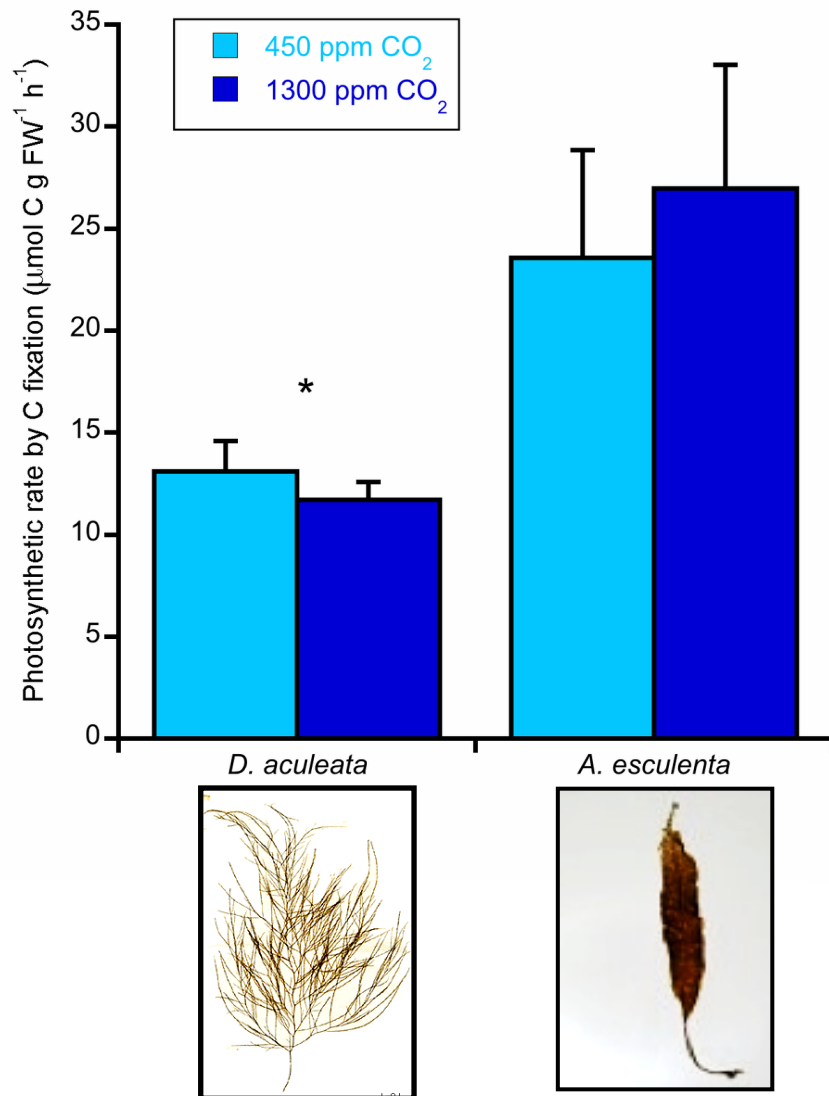 35
30
25
20
15
10
5
0
Photosynthetic rate by C fixation (μmol C g FW⁻¹ h⁻¹)
450 ppm CO₂
1300 ppm CO₂
*
D. aculeata
A. esculenta